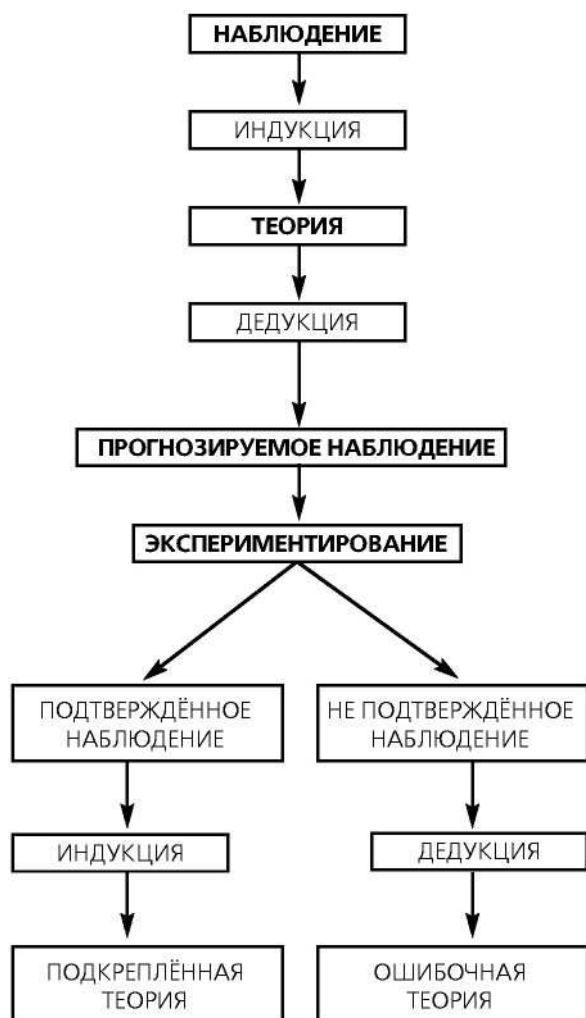 НАБЛЮДЕНИЕ
ИНДУКЦИЯ
ТЕОРИЯ
ДЕДУКЦИЯ
ПРОГНОЗИРУЕМОЕ НАБЛЮДЕНИЕ
ЭКСПЕРИМЕНТИРОВАНИЕ
ПОДТВЕРЖДЁННОЕ
НАБЛЮДЕНИЕ
НЕ ПОДТВЕРЖДЁННОЕ
НАБЛЮДЕНИЕ
ИНДУКЦИЯ
ДЕДУКЦИЯ
ПОДКРЕПЛЁННАЯ
ТЕОРИЯ
ОШИБОЧНАЯ
ТЕОРИЯ